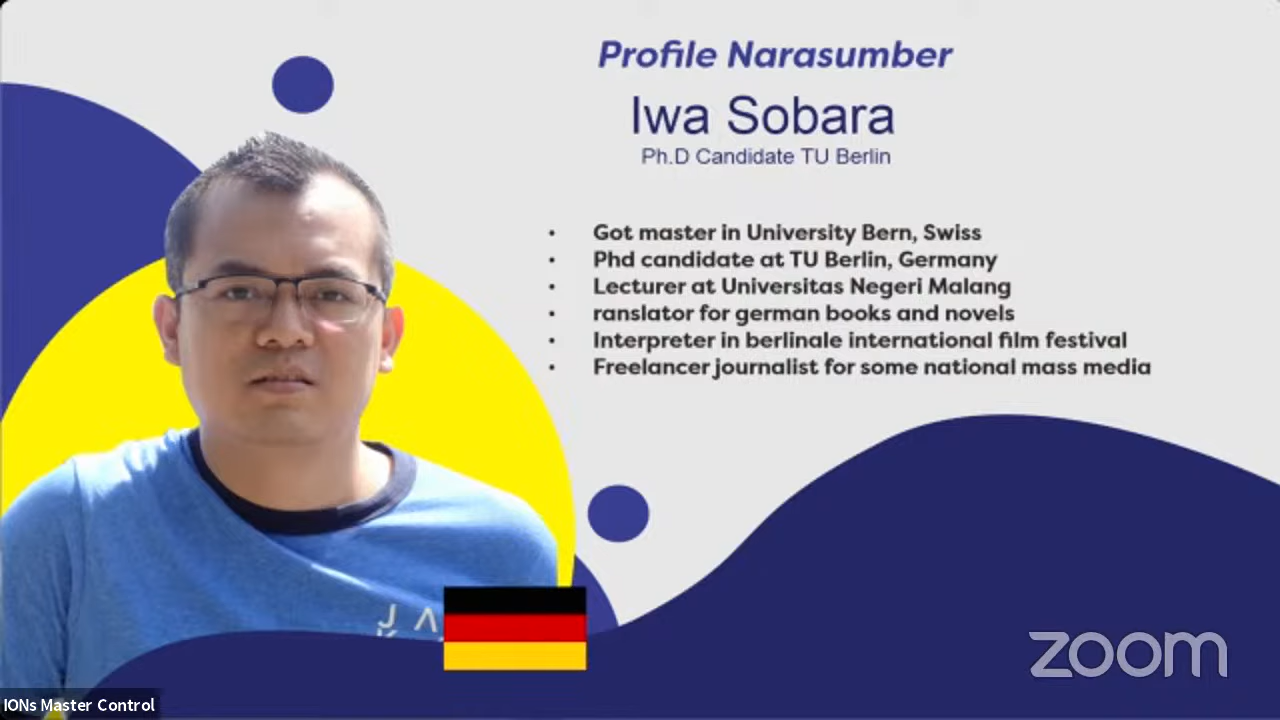 Profile Narasumber
Iwa Sobara
Ph.D Candidate TU Berlin
• Got master in University Bern, Swiss
• Phd candidate at TU Berlin, Germany
• Lecturer at Universitas Negeri Malang
• ranslator for german books and novels
• Interpreter in berlinale international film festival
• Freelancer journalist for some national mass media
J A
zoom
IONs Master Control